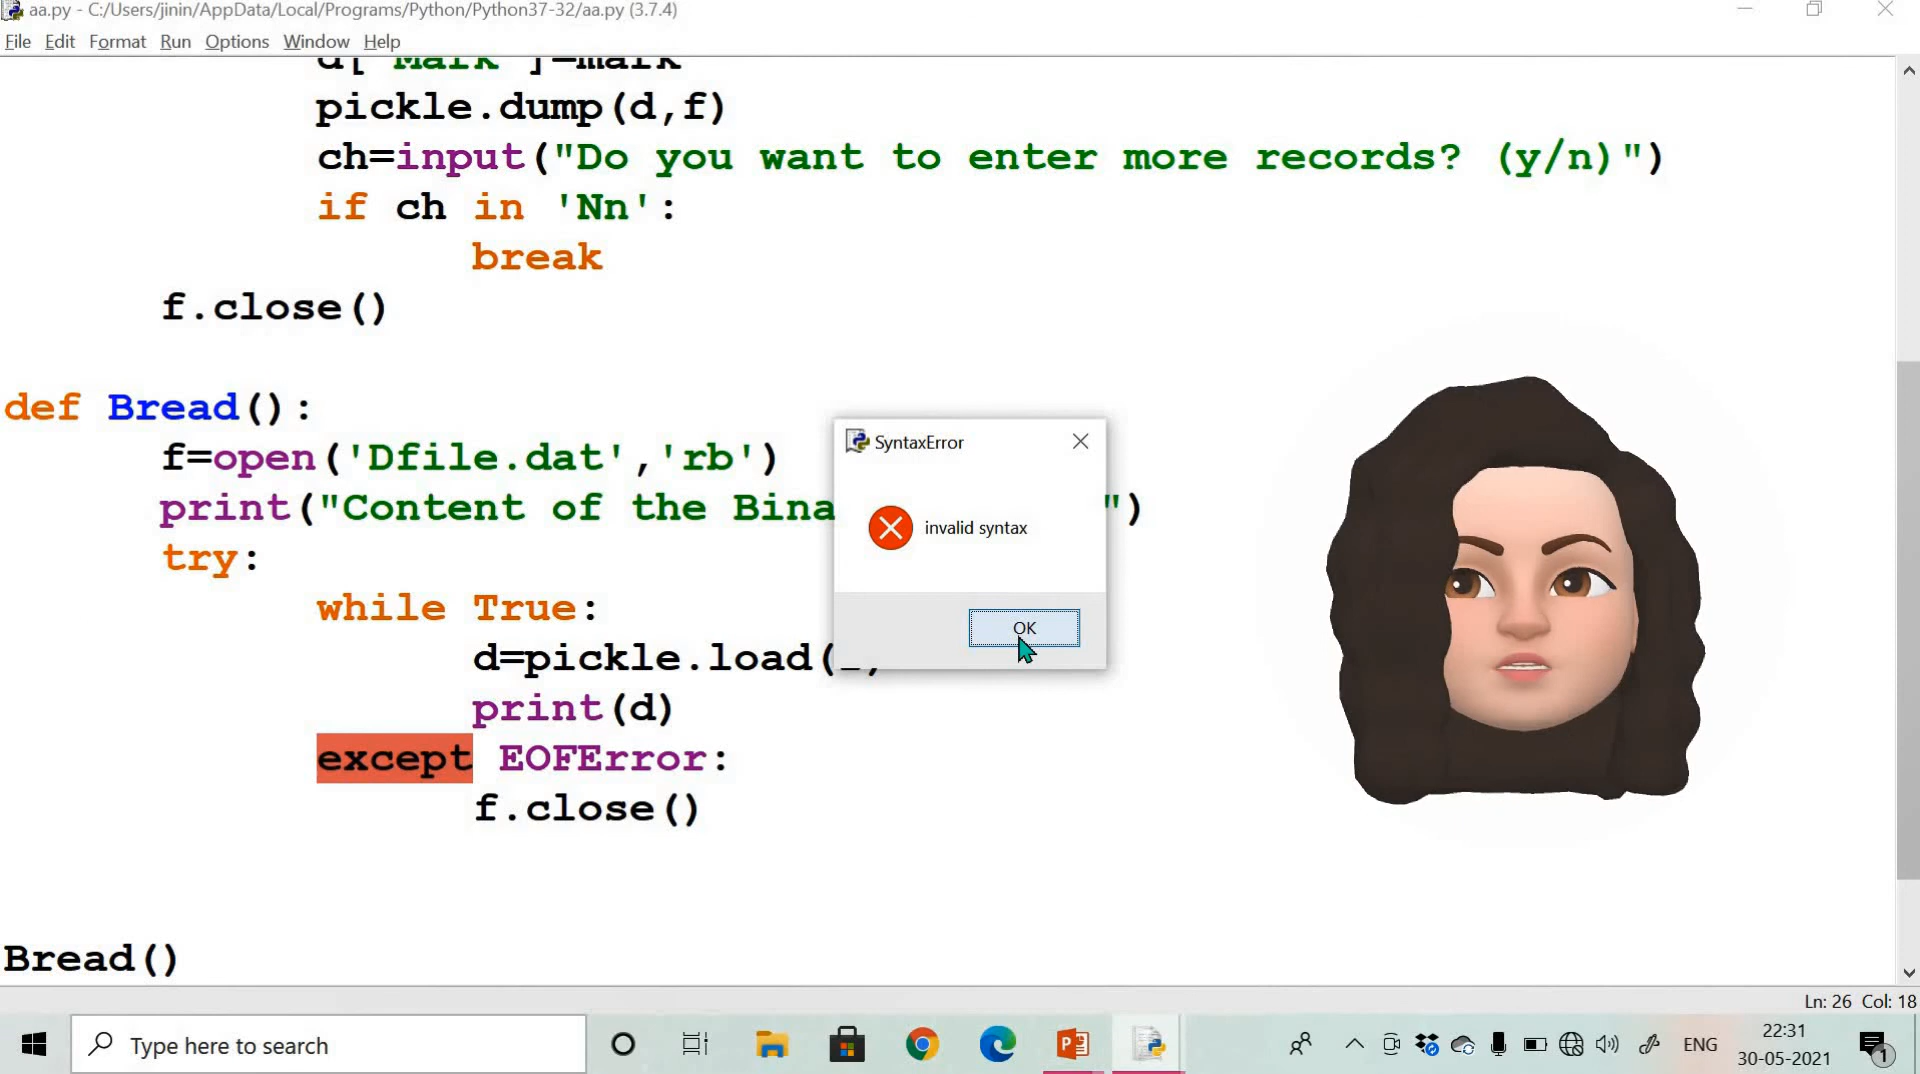 aa.py - C:/Users/jinin/AppData/Local/Programs/Python/Python37-32/aa.py (3.7.4)
File Edit Format Run Options Window Help
d['Mark']=mark
pickle.dump(d,f)
ch=input("Do you want to enter more records? (y/n)")
if ch in 'Nn':
break
f.close()
def Bread():
f=open('Dfile.dat','rb')
print("Content of the Bina ")
try:
while True:
d=pickle.load(
print(d)
except EOFError:
f.close()
Bread()
SyntaxError
invalid syntax
OK
Ln: 26 Col: 18
Type here to search
ENG
22:31
30-05-2021
1